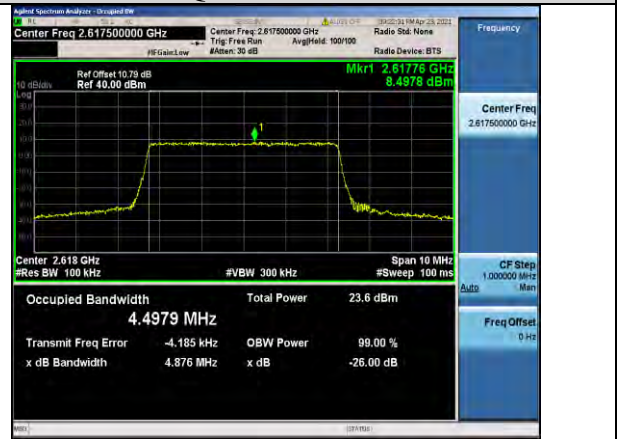 Agilent Spectrum Analyzer - Occupied BW
Center Freq 2.617500000 GHz
Center Freq: 2.617500000 GHz
Radio Std: None
Trig: Free Run
Avg|Hold: 100/100
#IFGain:Low
#Atten: 30 dB
Radio Device: BTS
Frequency
Ref Offset 10.79 dB
Mkr1 2.61776 GHz
10 dB/div
Ref 40.00 dBm
8.4978 dBm
Log
1
Center Freq
2.617500000 GHz
Center 2.618 GHz
Span 10 MHz
#Res BW 100 kHz
#VBW 300 kHz
#Sweep 100 ms
CF Step
1.000000 MHz
Auto
Man
Occupied Bandwidth
Total Power
23.6 dBm
4.4979 MHz
Freq Offset
0 Hz
Transmit Freq Error
-4.185 kHz
OBW Power
99.00 %
x dB Bandwidth
4.876 MHz
x dB
-26.00 dB
MSG
STATUS